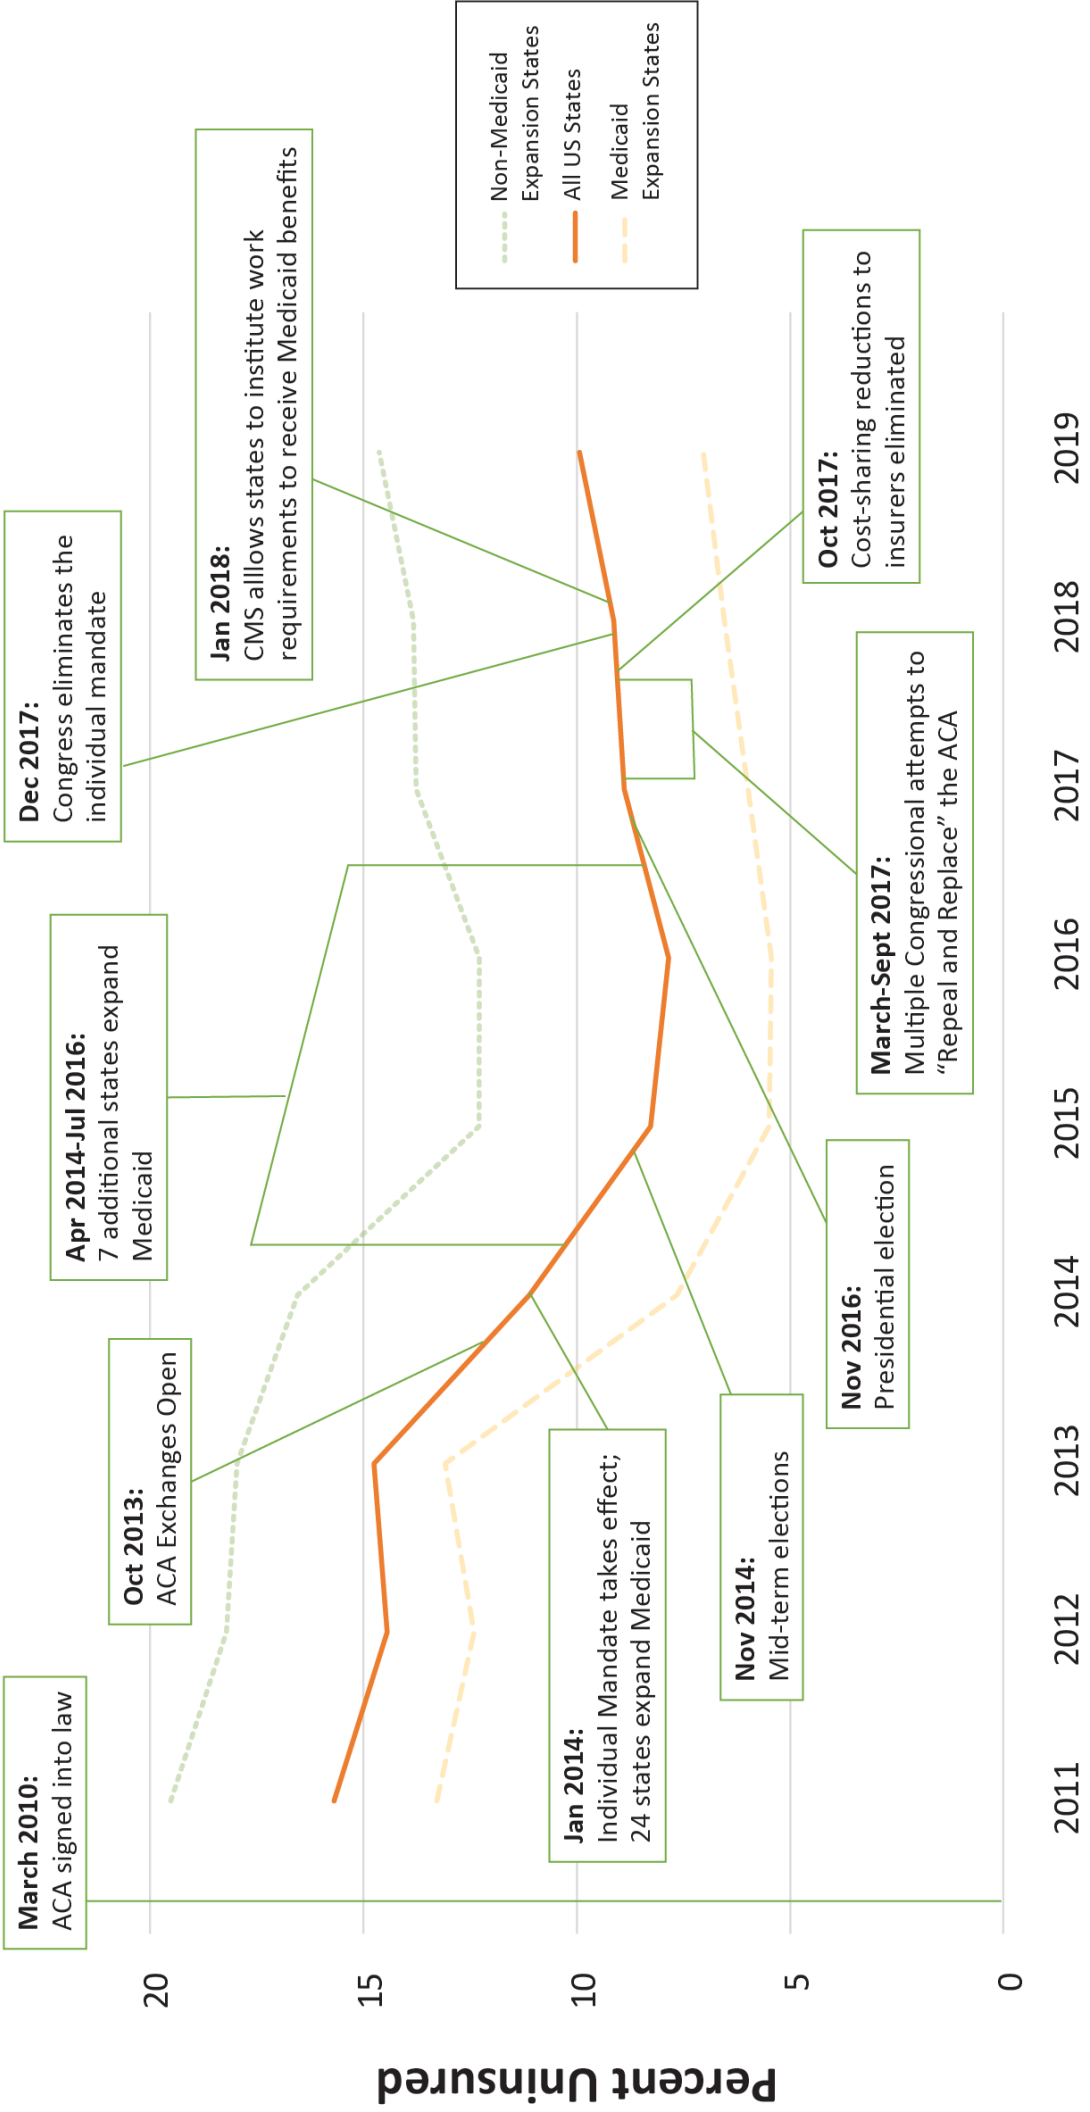 March 2010:
ACA signed into law
Oct 2013:
ACA Exchanges Open
Apr 2014-Jul 2016:
7 additional states expand
Medicaid
Dec 2017:
Congress eliminates the
individual mandate
Jan 2018:
CMS alllows states to institute work
requirements to receive Medicaid benefits
Non-Medicaid
Expansion States
All US States
Medicaid
Expansion States
Jan 2014:
Individual Mandate takes effect;
24 states expand Medicaid
Nov 2014:
Mid-term elections
Nov 2016:
Presidential election
March-Sept 2017:
Multiple Congressional attempts to
“Repeal and Replace” the ACA
Oct 2017:
Cost-sharing reductions to
insurers eliminated
Percent Uninsured
20
15
10
5
0
2011
2012
2013
2014
2015
2016
2017
2018
2019